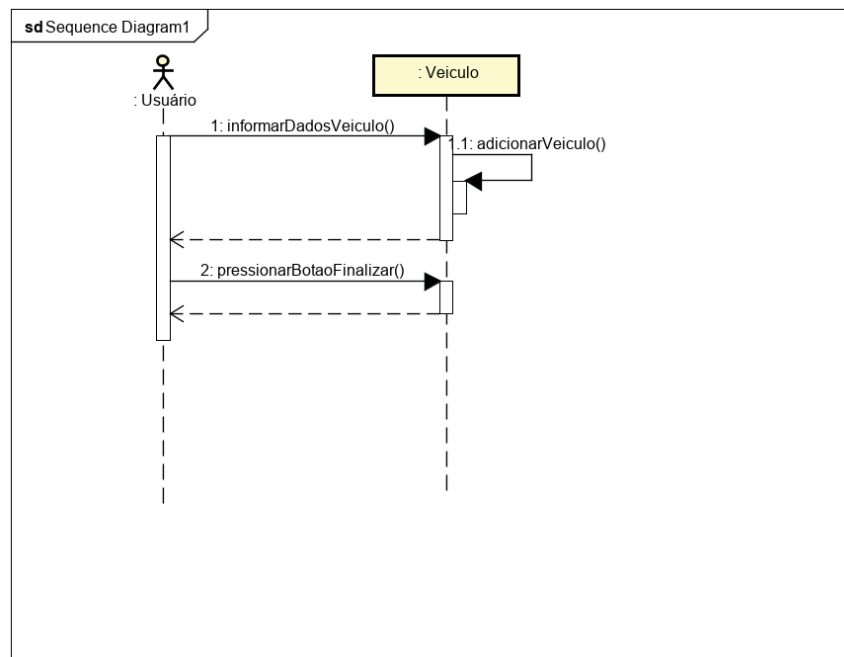 sd Sequence Diagram1
: Usuário
: Veiculo
1: informarDadosVeiculo()
1.1: adicionarVeiculo()
2: pressionarBotaoFinalizar()